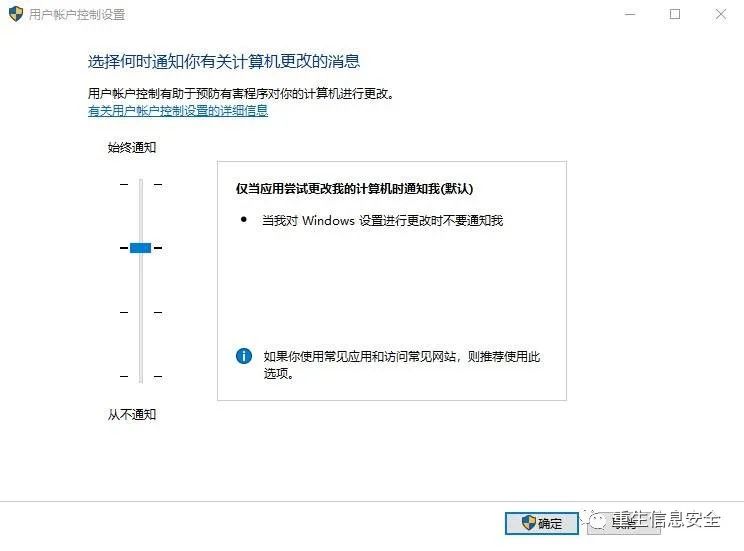 用户帐户控制设置
选择何时通知你有关计算机更改的消息
用户帐户控制有助于预防有害程序对你的计算机进行更改。
有关用户帐户控制设置的详细信息
始终通知
仅当应用尝试更改我的计算机时通知我(默认)
当我对 Windows 设置进行更改时不要通知我
如果你使用常见应用和访问常见网站，则推荐使用此
选项。
从不通知
确定
重生信息安全